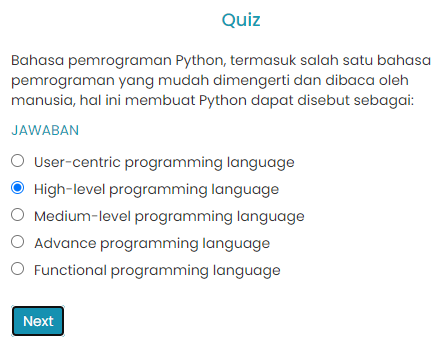 Quiz
Bahasa pemrograman Python, termasuk salah satu bahasa
pemrograman yang mudah dimengerti dan dibaca oleh
manusia, hal ini membuat Python dapat disebut sebagai:
JAWABAN
User-centric programming language
High-level programming language
Medium-level programming language
Advance programming language
Functional programming language
Next